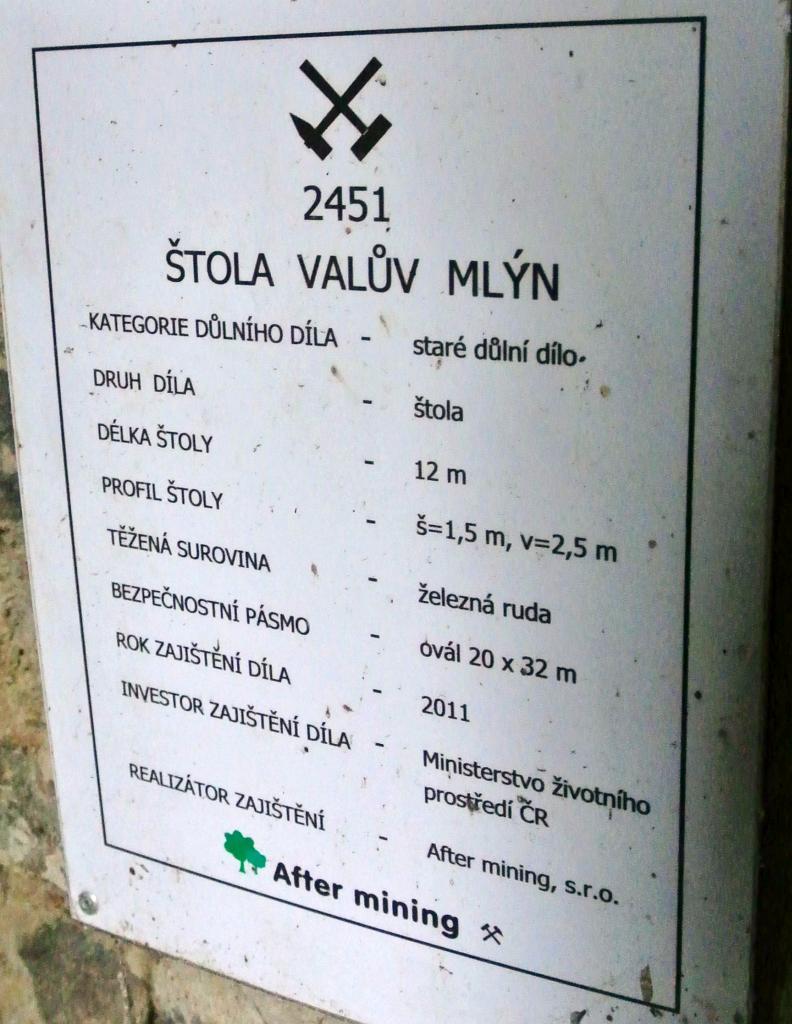 2451
ŠTOLA VALŮV MLÝN
KATEGORIE DŮLNÍHO DÍLA - staré důlní dílo
DRUH DÍLA - štola
DÉLKA ŠTOLY - 12 m
PROFIL ŠTOLY - š=1,5 m, v=2,5 m
TĚŽENÁ SUROVINA - železná ruda
BEZPEČNOSTNÍ PÁSMO - ovál 20 x 32 m
ROK ZAJIŠTĚNÍ DÍLA - 2011
INVESTOR ZAJIŠTĚNÍ DÍLA - Ministerstvo životního
prostředí ČR
REALIZÁTOR ZAJIŠTĚNÍ - After mining, s.r.o.
After mining